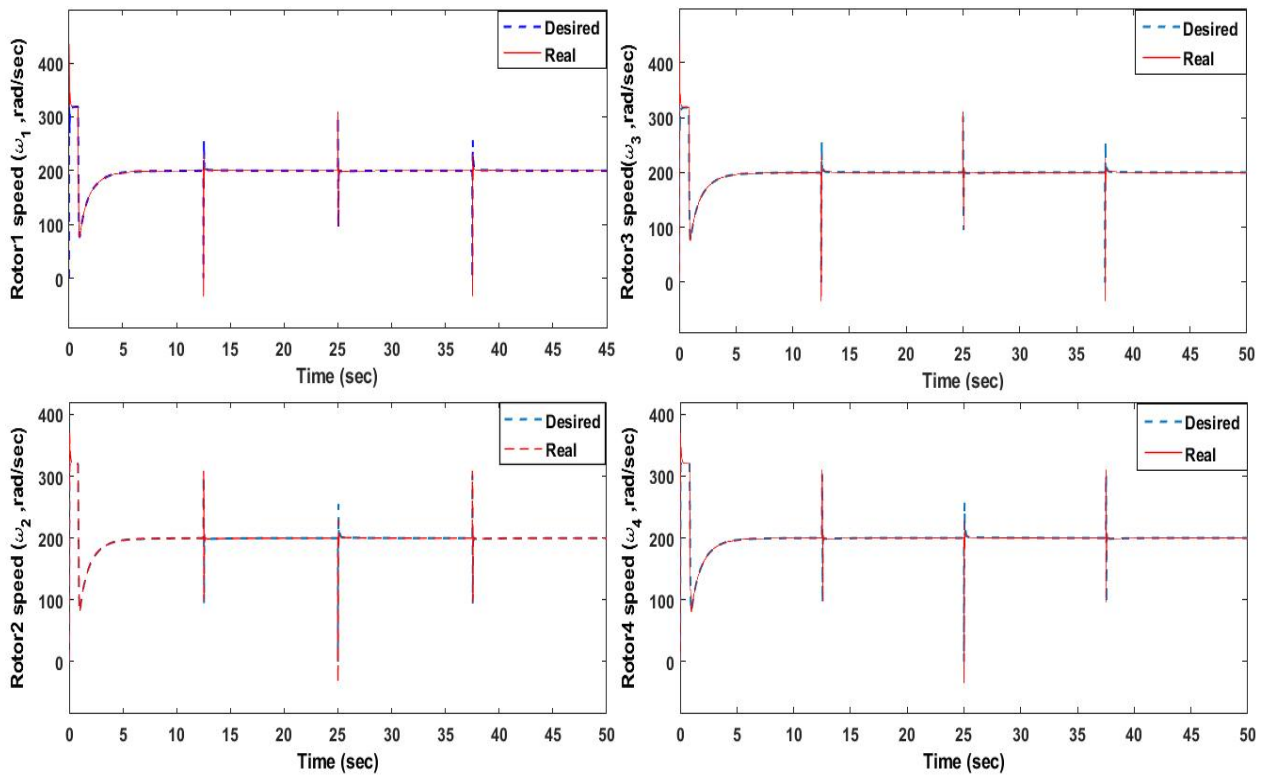 Desired
Real
400
300
200
100
0
Rotor1 speed (ω1 ,rad/sec)
0 5 10 15 20 25 30 35 40 45 45
Time (sec)
Desired
Real
400
300
200
100
0
Rotor3 speed(ω3 ,rad/sec)
0 5 10 15 20 25 30 35 40 45 50
Time (sec)
Desired
Real
400
300
200
100
0
Rotor2 speed (ω2 ,rad/sec)
0 5 10 15 20 25 30 35 40 45 50
Time (sec)
Desired
Real
400
300
200
100
0
Rotor4 speed (ω4 ,rad/sec)
0 5 10 15 20 25 30 35 40 45 50
Time (sec)